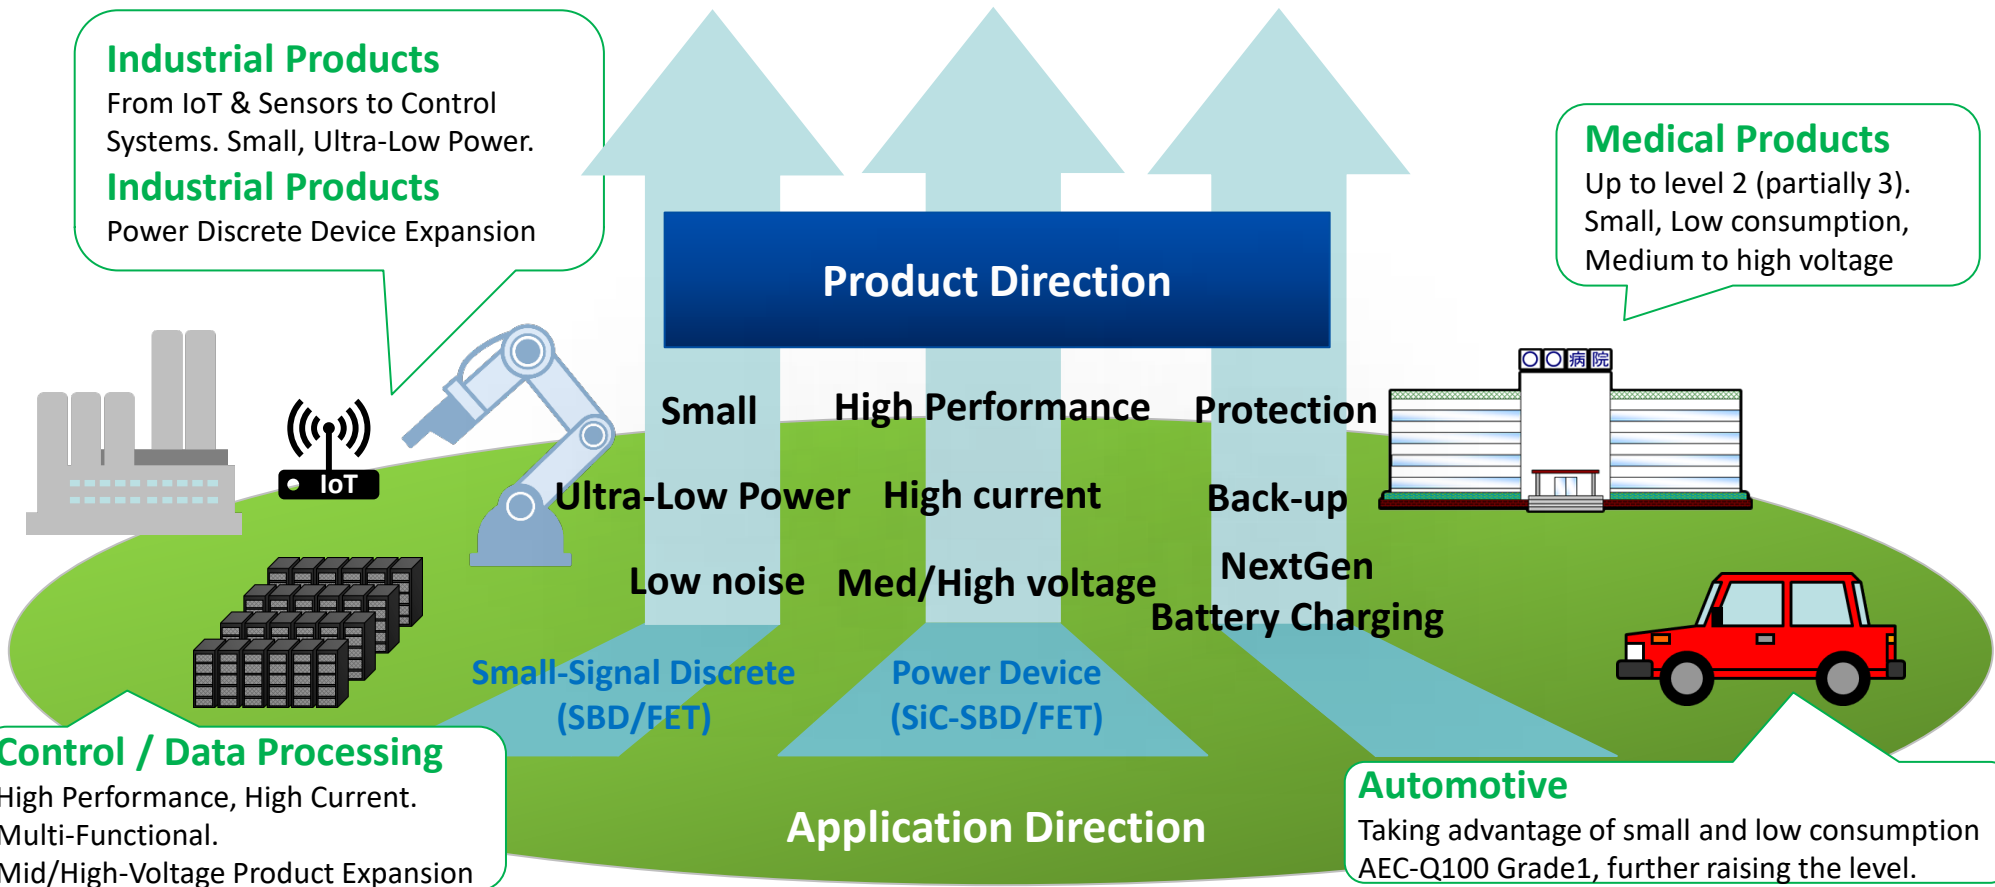 Industrial Products
From IoT & Sensors to Control
Systems. Small, Ultra-Low Power.
Industrial Products
Power Discrete Device Expansion
Medical Products
Up to level 2 (partially 3).
Small, Low consumption,
Medium to high voltage
Product Direction
〇〇病院
IoT
Small
High Performance
Protection
Ultra-Low Power
High current
Back-up
Low noise
Med/High voltage
NextGen
Battery Charging
Small-Signal Discrete
(SBD/FET)
Power Device
(SiC-SBD/FET)
Control / Data Processing
High Performance, High Current.
Multi-Functional.
Mid/High-Voltage Product Expansion
Application Direction
Automotive
Taking advantage of small and low consumption
AEC-Q100 Grade1, further raising the level.